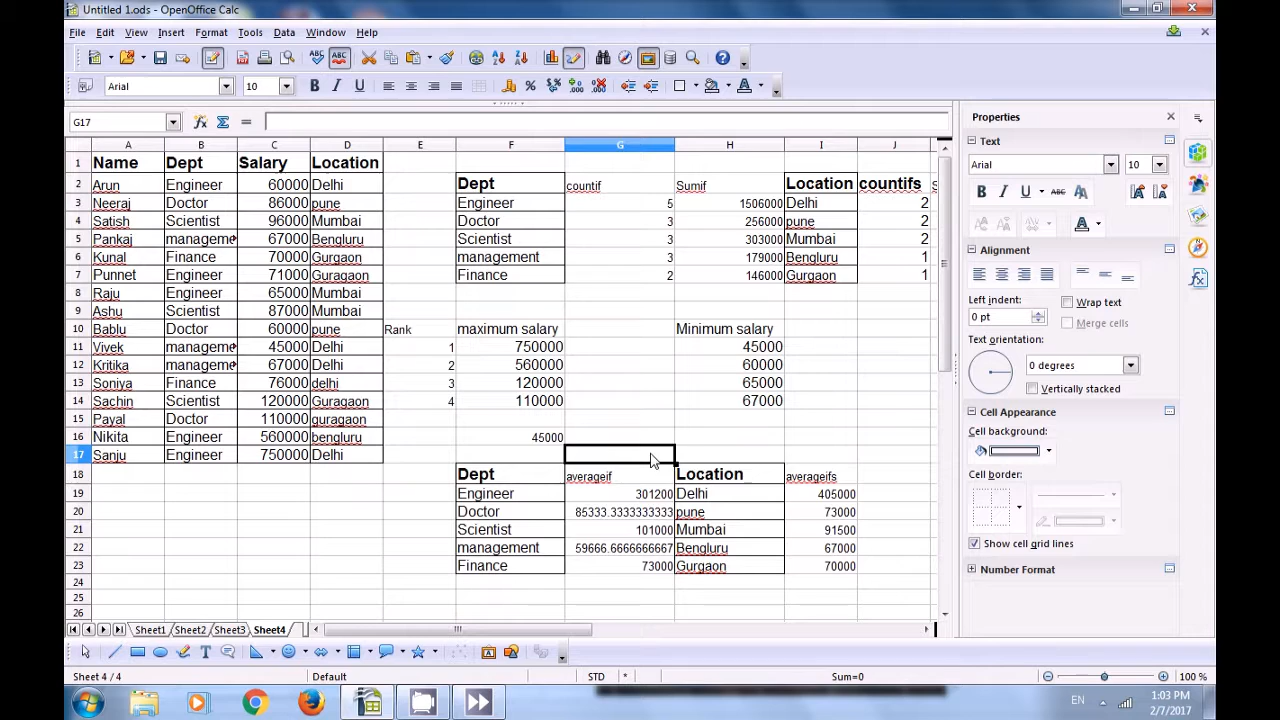 Untitled 1.ods - OpenOffice Calc
File Edit View Insert Format Tools Data Window Help
Arial 10
G17
Properties
A B C D E F G H I J
Text
Arial 10
Alignment
Left indent: Wrap text
0 pt Merge cells
Text orientation:
0 degrees
Vertically stacked
Cell Appearance
Cell background:
Cell border:
Show cell grid lines
Number Format
1 Name Dept Salary Location
2 Arun Engineer 60000 Delhi Dept countif Sumif Location countifs S
3 Neeraj Doctor 86000 pune Engineer 5 1506000 Delhi 2
4 Satish Scientist 96000 Mumbai Doctor 3 256000 pune 2
5 Pankaj manageme 67000 Bengluru Scientist 3 303000 Mumbai 2
6 Kunal Finance 70000 Gurgaon management 3 179000 Bengluru 1
7 Punnet Engineer 71000 Guragaon Finance 2 146000 Gurgaon 1
8 Raju Engineer 65000 Mumbai
9 Ashu Scientist 87000 Mumbai
10 Bablu Doctor 60000 pune Rank maximum salary Minimum salary
11 Vivek manageme 45000 Delhi 1 750000 45000
12 Kritika manageme 67000 Delhi 2 560000 60000
13 Soniya Finance 76000 delhi 3 120000 65000
14 Sachin Scientist 120000 Guragaon 4 110000 67000
15 Payal Doctor 110000 guragaon
16 Nikita Engineer 560000 bengluru 45000
17 Sanju Engineer 750000 Delhi
18 Dept averageif Location averageifs
19 Engineer 301200 Delhi 405000
20 Doctor 85333.3333333333 pune 73000
21 Scientist 101000 Mumbai 91500
22 management 59666.6666666667 Bengluru 67000
23 Finance 73000 Gurgaon 70000
24
25
26
Sheet1 Sheet2 Sheet3 Sheet4
Sheet 4 / 4 Default STD * Sum=0 100 %
EN 1:03 PM
2/7/2017